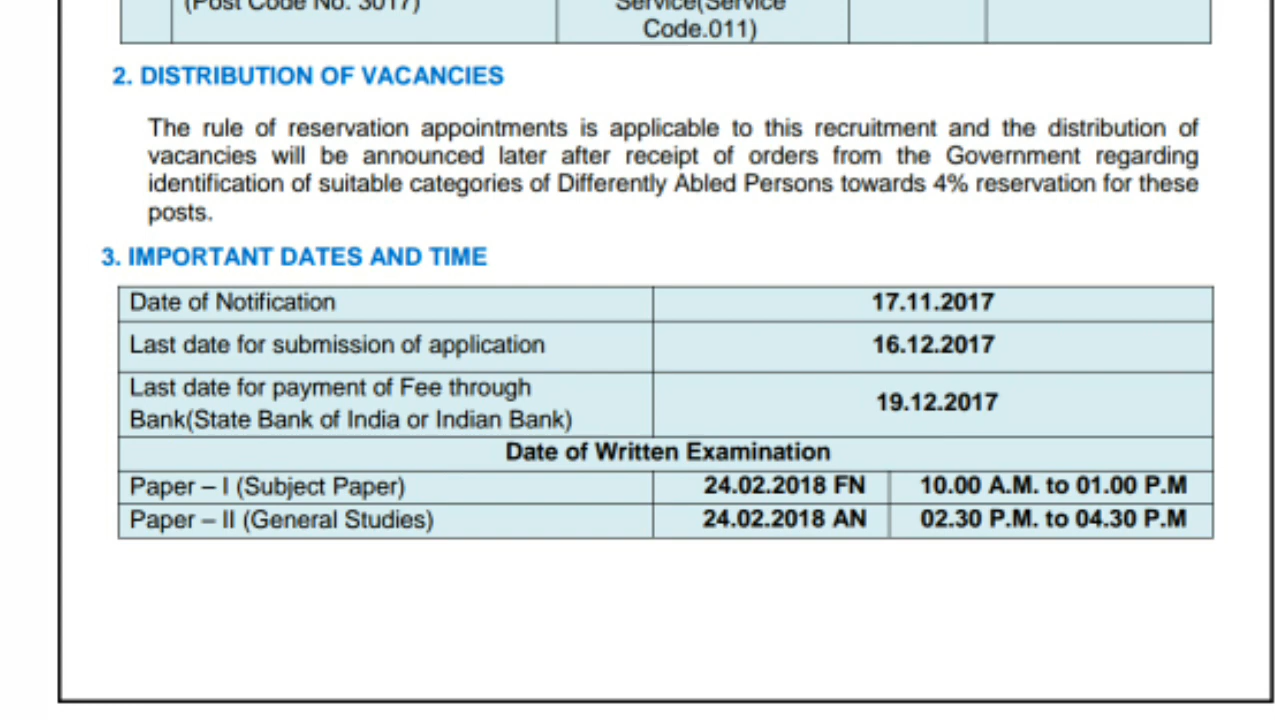 (Post Code No. 3017)
Service(Service
Code.011)
2. DISTRIBUTION OF VACANCIES
The rule of reservation appointments is applicable to this recruitment and the distribution of
vacancies will be announced later after receipt of orders from the Government regarding
identification of suitable categories of Differently Abled Persons towards 4% reservation for these
posts.
3. IMPORTANT DATES AND TIME
Date of Notification 17.11.2017
Last date for submission of application 16.12.2017
Last date for payment of Fee through
Bank(State Bank of India or Indian Bank) 19.12.2017
Date of Written Examination
Paper – I (Subject Paper) 24.02.2018 FN 10.00 A.M. to 01.00 P.M
Paper – II (General Studies) 24.02.2018 AN 02.30 P.M. to 04.30 P.M